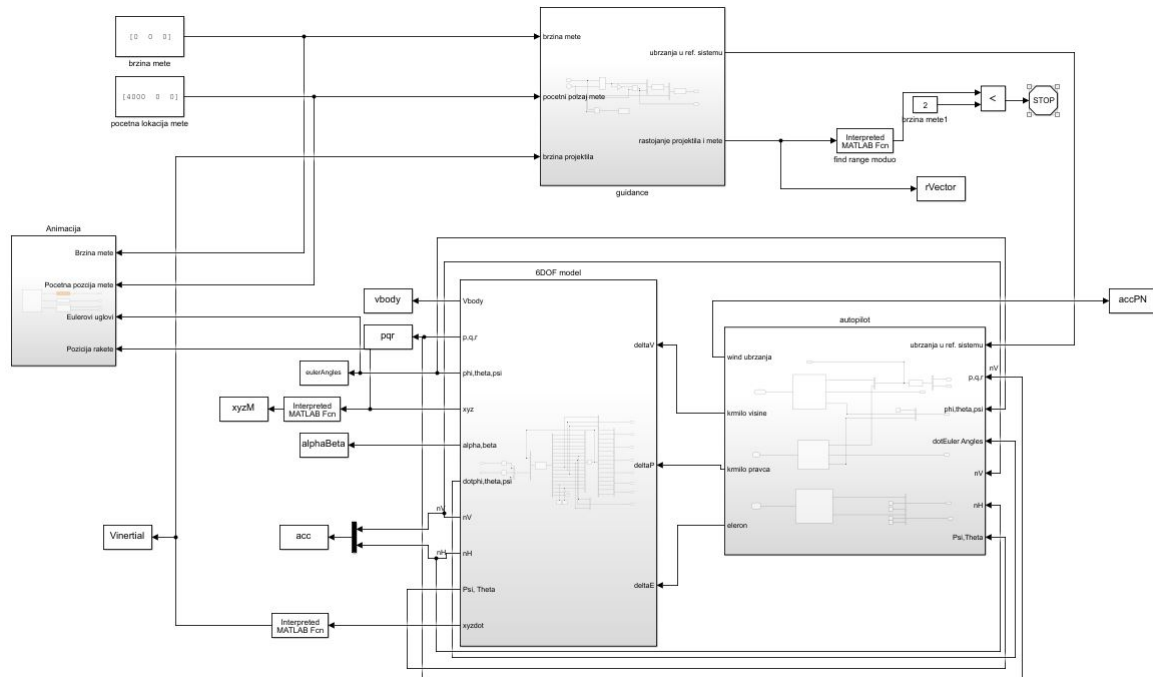 [0 0 0]
brzina mete
[4000 0 0]
pocetna lokacija mete
brzina mete
pocetni polzaj mete
brzina projektila
ubrzanja u ref. sistemu
rastojanje projektila i mete
guidance
2
brzina mete1
<
STOP
Interpreted
MATLAB Fcn
find range moduo
rVector
Animacija
Brzina mete
Pocetna pozcija mete
Eulerovi uglovi
Pozicija rakete
6DOF model
vbody
pqr
eulerAngles
xyzM
Interpreted
MATLAB Fcn
alphaBeta
acc
nV
nH
Vinertial
Interpreted
MATLAB Fcn
Vbody
p,q,r
phi,theta,psi
xyz
alpha,beta
dotphi,theta,psi
nV
nH
Psi, Theta
xyzdot
deltaV
deltaP
deltaE
autopilot
wind ubrzanja
krmilo visine
krmilo pravca
eleron
ubrzanja u ref. sistemu
nV
p,q,r
phi,theta,psi
dotEuler Angles
nV
nH
Psi,Theta
accPN